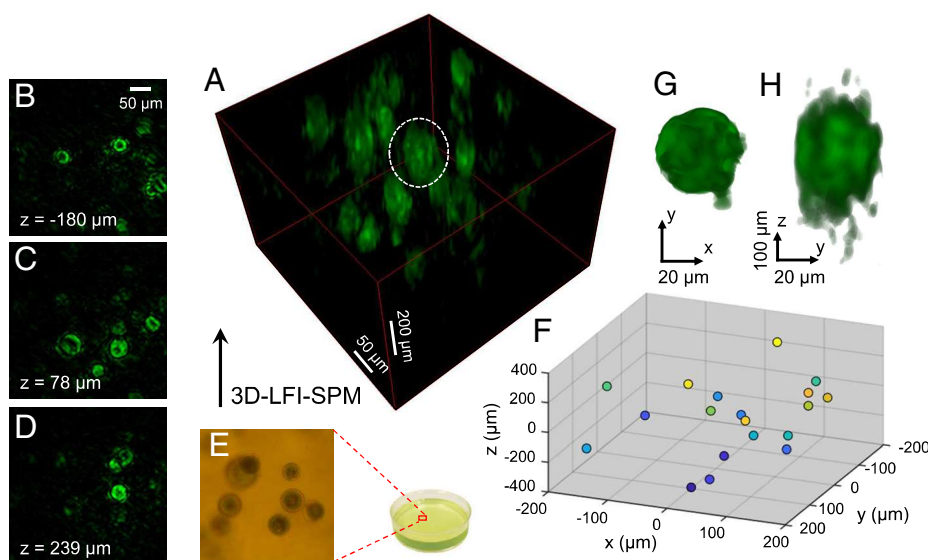 A
B
50 µm
z = -180 µm
C
z = 78 µm
D
z = 239 µm
50 µm
200 µm
3D-LFI-SPM
E
G
y
x
20 µm
H
z
100 µm
y
20 µm
F
400
200
0
-200
-400
z (µm)
-200
-100
0
100
200
x (µm)
-200
-100
0
100
200
y (µm)